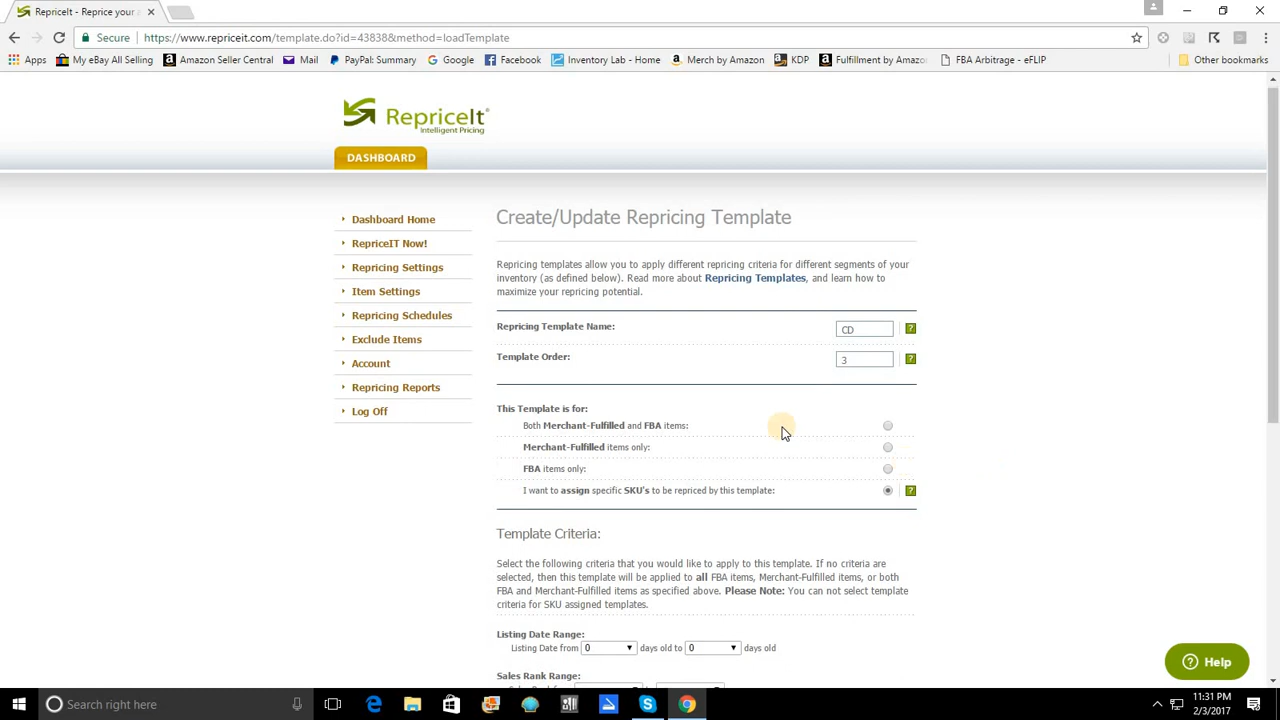 RepriceIt - Reprice your a
Secure https://www.repriceit.com/template.do?id=43838&method=loadTemplate
Apps My eBay All Selling Amazon Seller Central Mail PayPal: Summary Google Facebook Inventory Lab - Home Merch by Amazon KDP Fulfillment by Amazon FBA Arbitrage - eFLIP Other bookmarks
RepriceIt®
Intelligent Pricing
DASHBOARD
Dashboard Home
RepriceIT Now!
Repricing Settings
Item Settings
Repricing Schedules
Exclude Items
Account
Repricing Reports
Log Off
Create/Update Repricing Template
Repricing templates allow you to apply different repricing criteria for different segments of your
inventory (as defined below). Read more about Repricing Templates, and learn how to
maximize your repricing potential.
Repricing Template Name: CD ?
Template Order: 3 ?
This Template is for:
Both Merchant-Fulfilled and FBA items:
Merchant-Fulfilled items only:
FBA items only:
I want to assign specific SKU's to be repriced by this template: ?
Template Criteria:
Select the following criteria that you would like to apply to this template. If no criteria are
selected, then this template will be applied to all FBA items, Merchant-Fulfilled items, or both
FBA and Merchant-Fulfilled items as specified above. Please Note: You can not select template
criteria for SKU assigned templates.
Listing Date Range:
Listing Date from 0 days old to 0 days old
Sales Rank Range:
? Help
Search right here
11:31 PM
2/3/2017